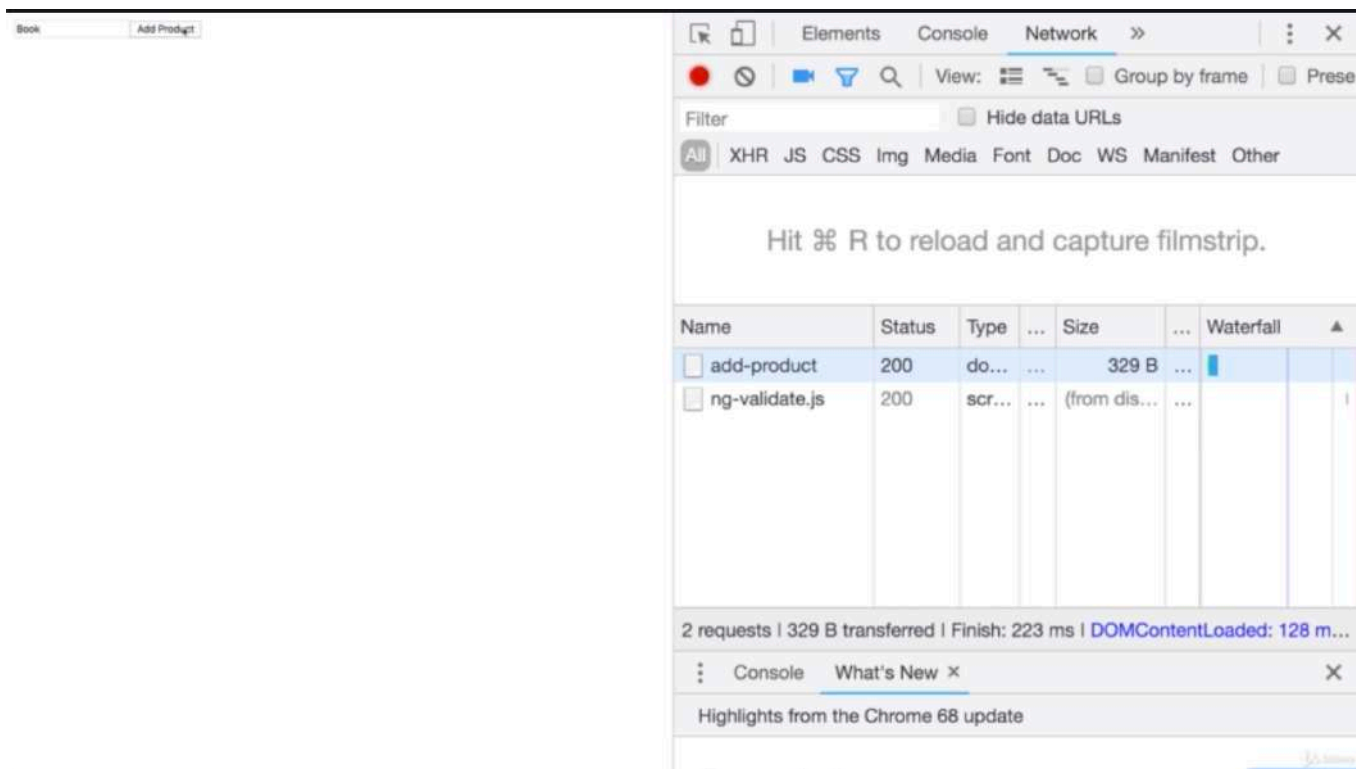 Book Add Product
Elements Console Network »
View: Group by frame Prese
Filter Hide data URLs
All XHR JS CSS Img Media Font Doc WS Manifest Other
Hit ⌘ R to reload and capture filmstrip.
Name Status Type ... Size ... Waterfall ▲
add-product 200 do... ... 329 B ...
ng-validate.js 200 scr... ... (from dis... ...
2 requests | 329 B transferred | Finish: 223 ms | DOMContentLoaded: 128 m...
Console What's New ×
Highlights from the Chrome 68 update